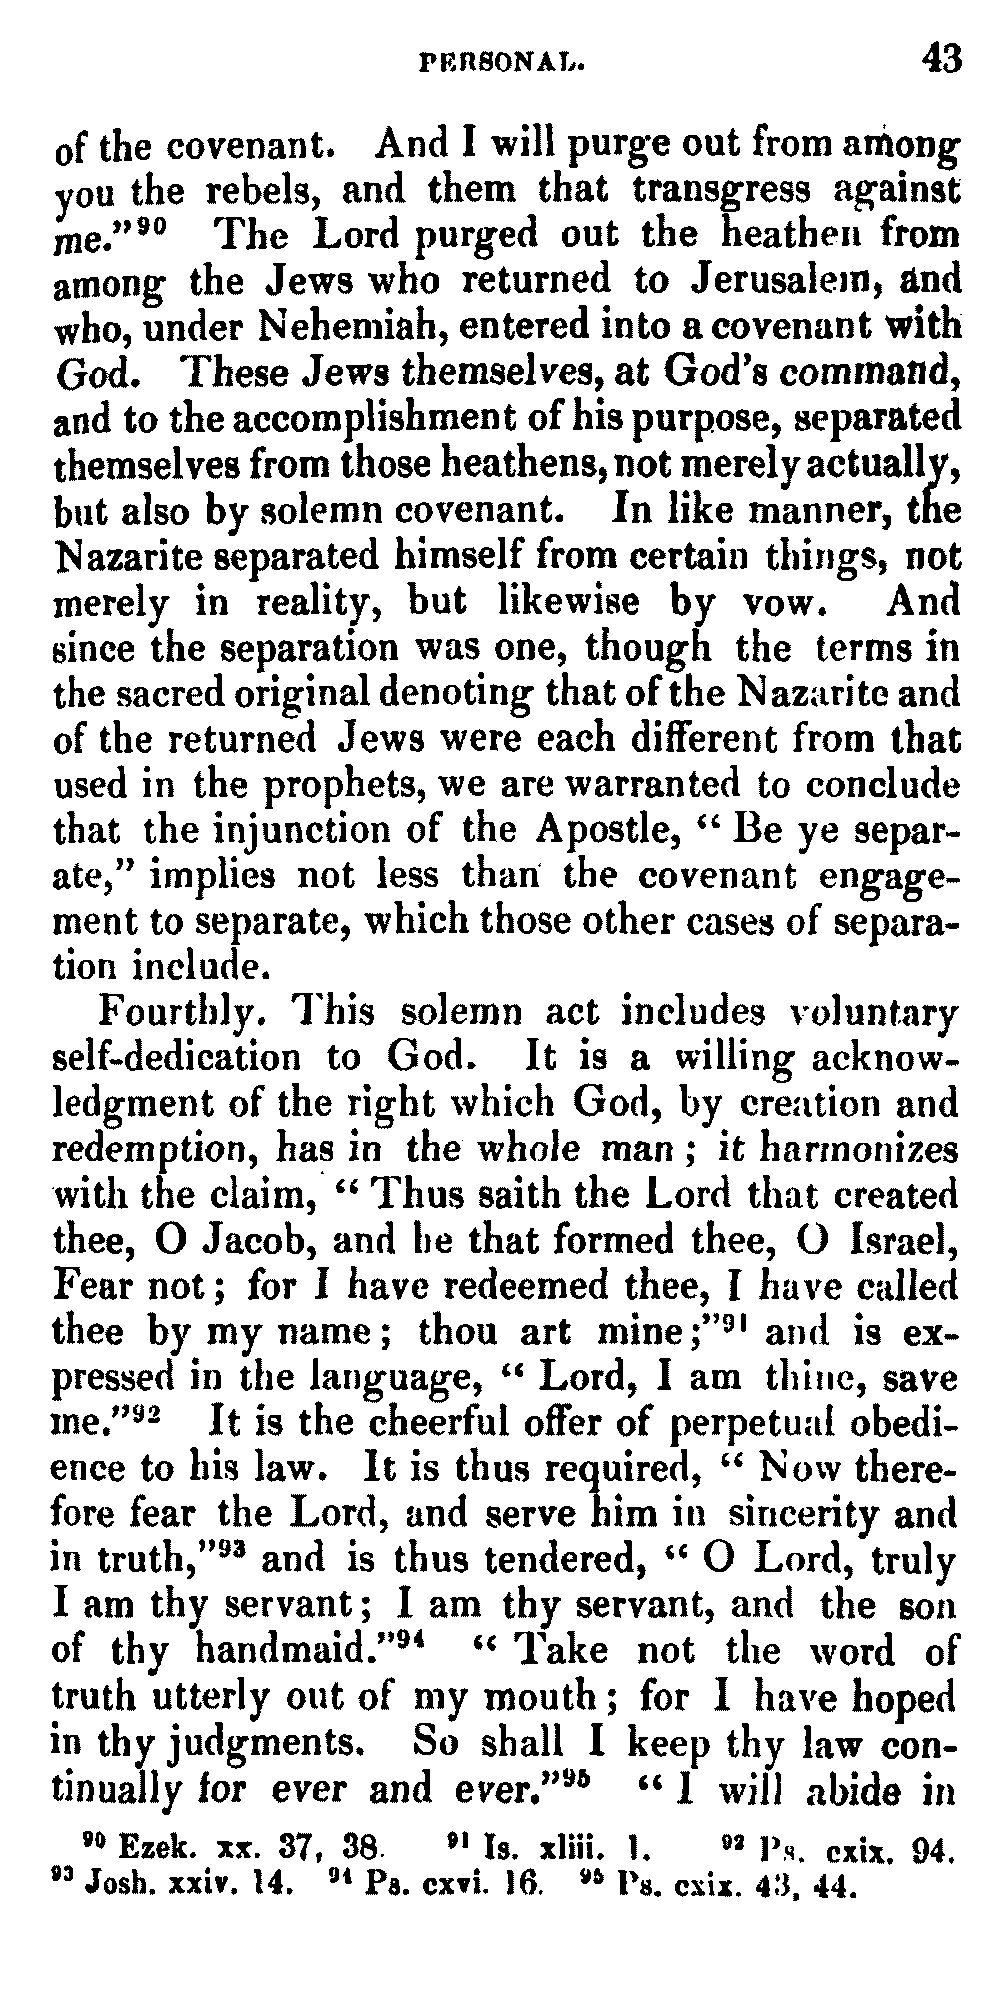 PERSONAL. 43
of the covenant. And I will purge out from among
you the rebels, and them that transgress against
me."⁹⁰ The Lord purged out the heathen from
among the Jews who returned to Jerusalem, and
who, under Nehemiah, entered into a covenant with
God. These Jews themselves, at God's command,
and to the accomplishment of his purpose, separated
themselves from those heathens, not merely actually,
but also by solemn covenant. In like manner, the
Nazarite separated himself from certain things, not
merely in reality, but likewise by vow. And
since the separation was one, though the terms in
the sacred original denoting that of the Nazarite and
of the returned Jews were each different from that
used in the prophets, we are warranted to conclude
that the injunction of the Apostle, " Be ye separ-
ate," implies not less than the covenant engage-
ment to separate, which those other cases of separa-
tion include.
Fourthly. This solemn act includes voluntary
self-dedication to God. It is a willing acknow-
ledgment of the right which God, by creation and
redemption, has in the whole man ; it harmonizes
with the claim, " Thus saith the Lord that created
thee, O Jacob, and he that formed thee, O Israel,
Fear not ; for I have redeemed thee, I have called
thee by my name ; thou art mine ;"⁹¹ and is ex-
pressed in the language, " Lord, I am thine, save
me."⁹² It is the cheerful offer of perpetual obedi-
ence to his law. It is thus required, " Now there-
fore fear the Lord, and serve him in sincerity and
in truth,"⁹³ and is thus tendered, " O Lord, truly
I am thy servant ; I am thy servant, and the son
of thy handmaid."⁹⁴ " Take not the word of
truth utterly out of my mouth ; for I have hoped
in thy judgments. So shall I keep thy law con-
tinually for ever and ever."⁹⁵ " I will abide in
⁹⁰ Ezek. xx. 37, 38. ⁹¹ Is. xliii. 1. ⁹² Ps. cxix. 94.
⁹³ Josh. xxiv. 14. ⁹⁴ Ps. cxvi. 16. ⁹⁵ Ps. cxix. 43, 44.